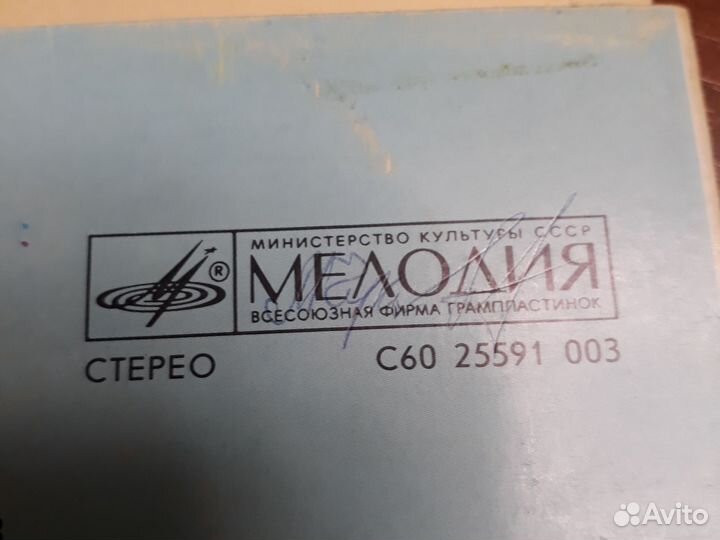 МИНИСТЕРСТВО КУЛЬТУРЫ СССР
® МЕЛОДИЯ
ВСЕСОЮЗНАЯ ФИРМА ГРАМПЛАСТИНОК
СТЕРЕО С60 25591 003
Avito